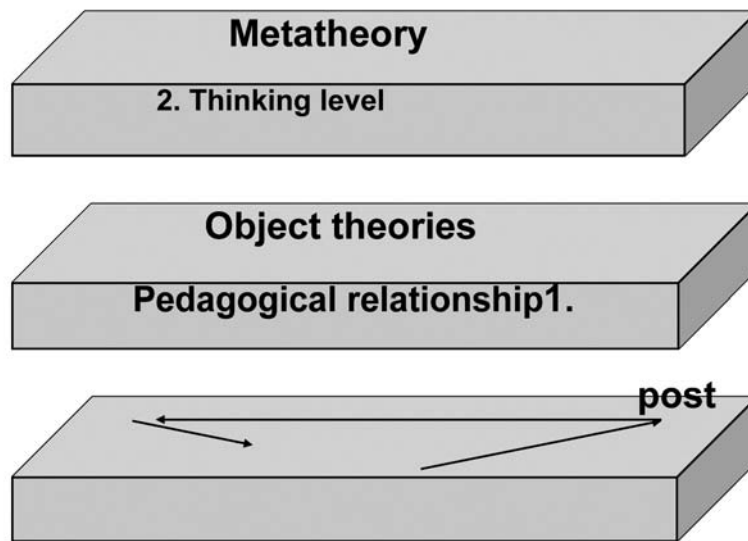 Metatheory
2. Thinking level
Object theories
Pedagogical relationship1.
post